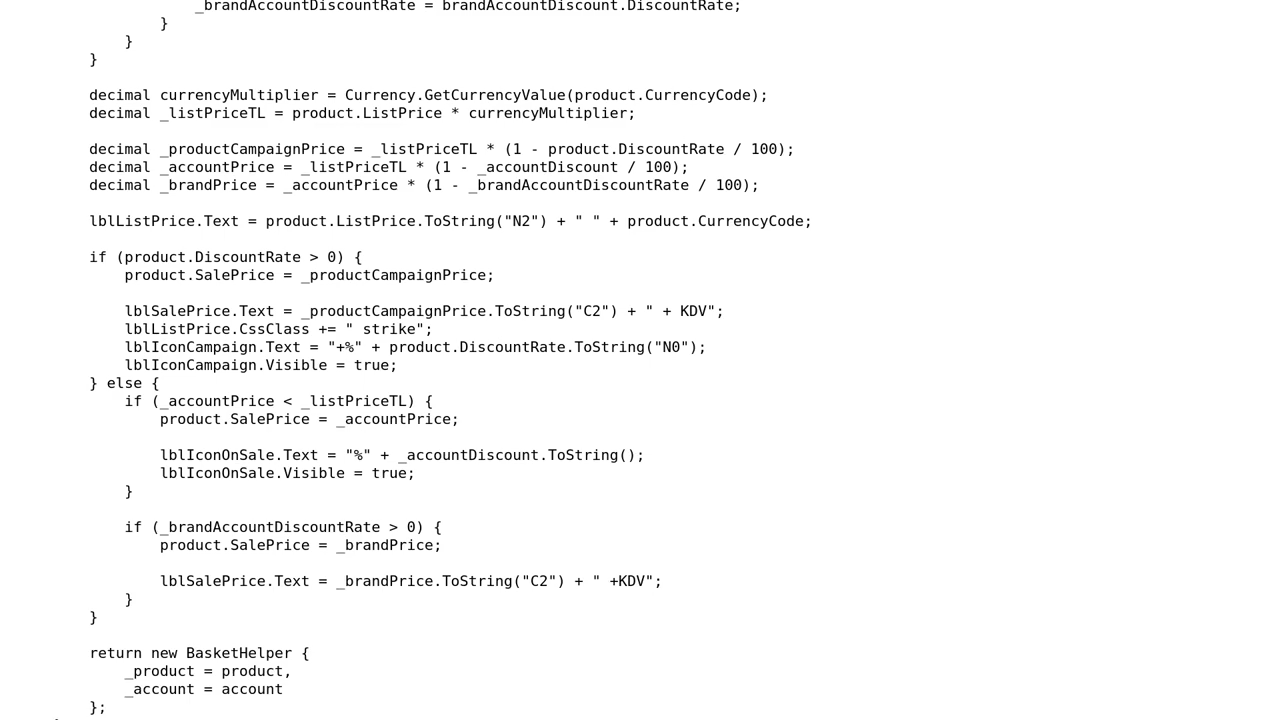 _brandAccountDiscountRate = brandAccountDiscount.DiscountRate;
}
}
}
decimal currencyMultiplier = Currency.GetCurrencyValue(product.CurrencyCode);
decimal _listPriceTL = product.ListPrice * currencyMultiplier;
decimal _productCampaignPrice = _listPriceTL * (1 - product.DiscountRate / 100);
decimal _accountPrice = _listPriceTL * (1 - _accountDiscount / 100);
decimal _brandPrice = _accountPrice * (1 - _brandAccountDiscountRate / 100);
lblListPrice.Text = product.ListPrice.ToString("N2") + " " + product.CurrencyCode;
if (product.DiscountRate > 0) {
product.SalePrice = _productCampaignPrice;
lblSalePrice.Text = _productCampaignPrice.ToString("C2") + " + KDV";
lblListPrice.CssClass += " strike";
lblIconCampaign.Text = "+%" + product.DiscountRate.ToString("N0");
lblIconCampaign.Visible = true;
} else {
if (_accountPrice < _listPriceTL) {
product.SalePrice = _accountPrice;
lblIconOnSale.Text = "%" + _accountDiscount.ToString();
lblIconOnSale.Visible = true;
}
if (_brandAccountDiscountRate > 0) {
product.SalePrice = _brandPrice;
lblSalePrice.Text = _brandPrice.ToString("C2") + " +KDV";
}
}
return new BasketHelper {
_product = product,
_account = account
};